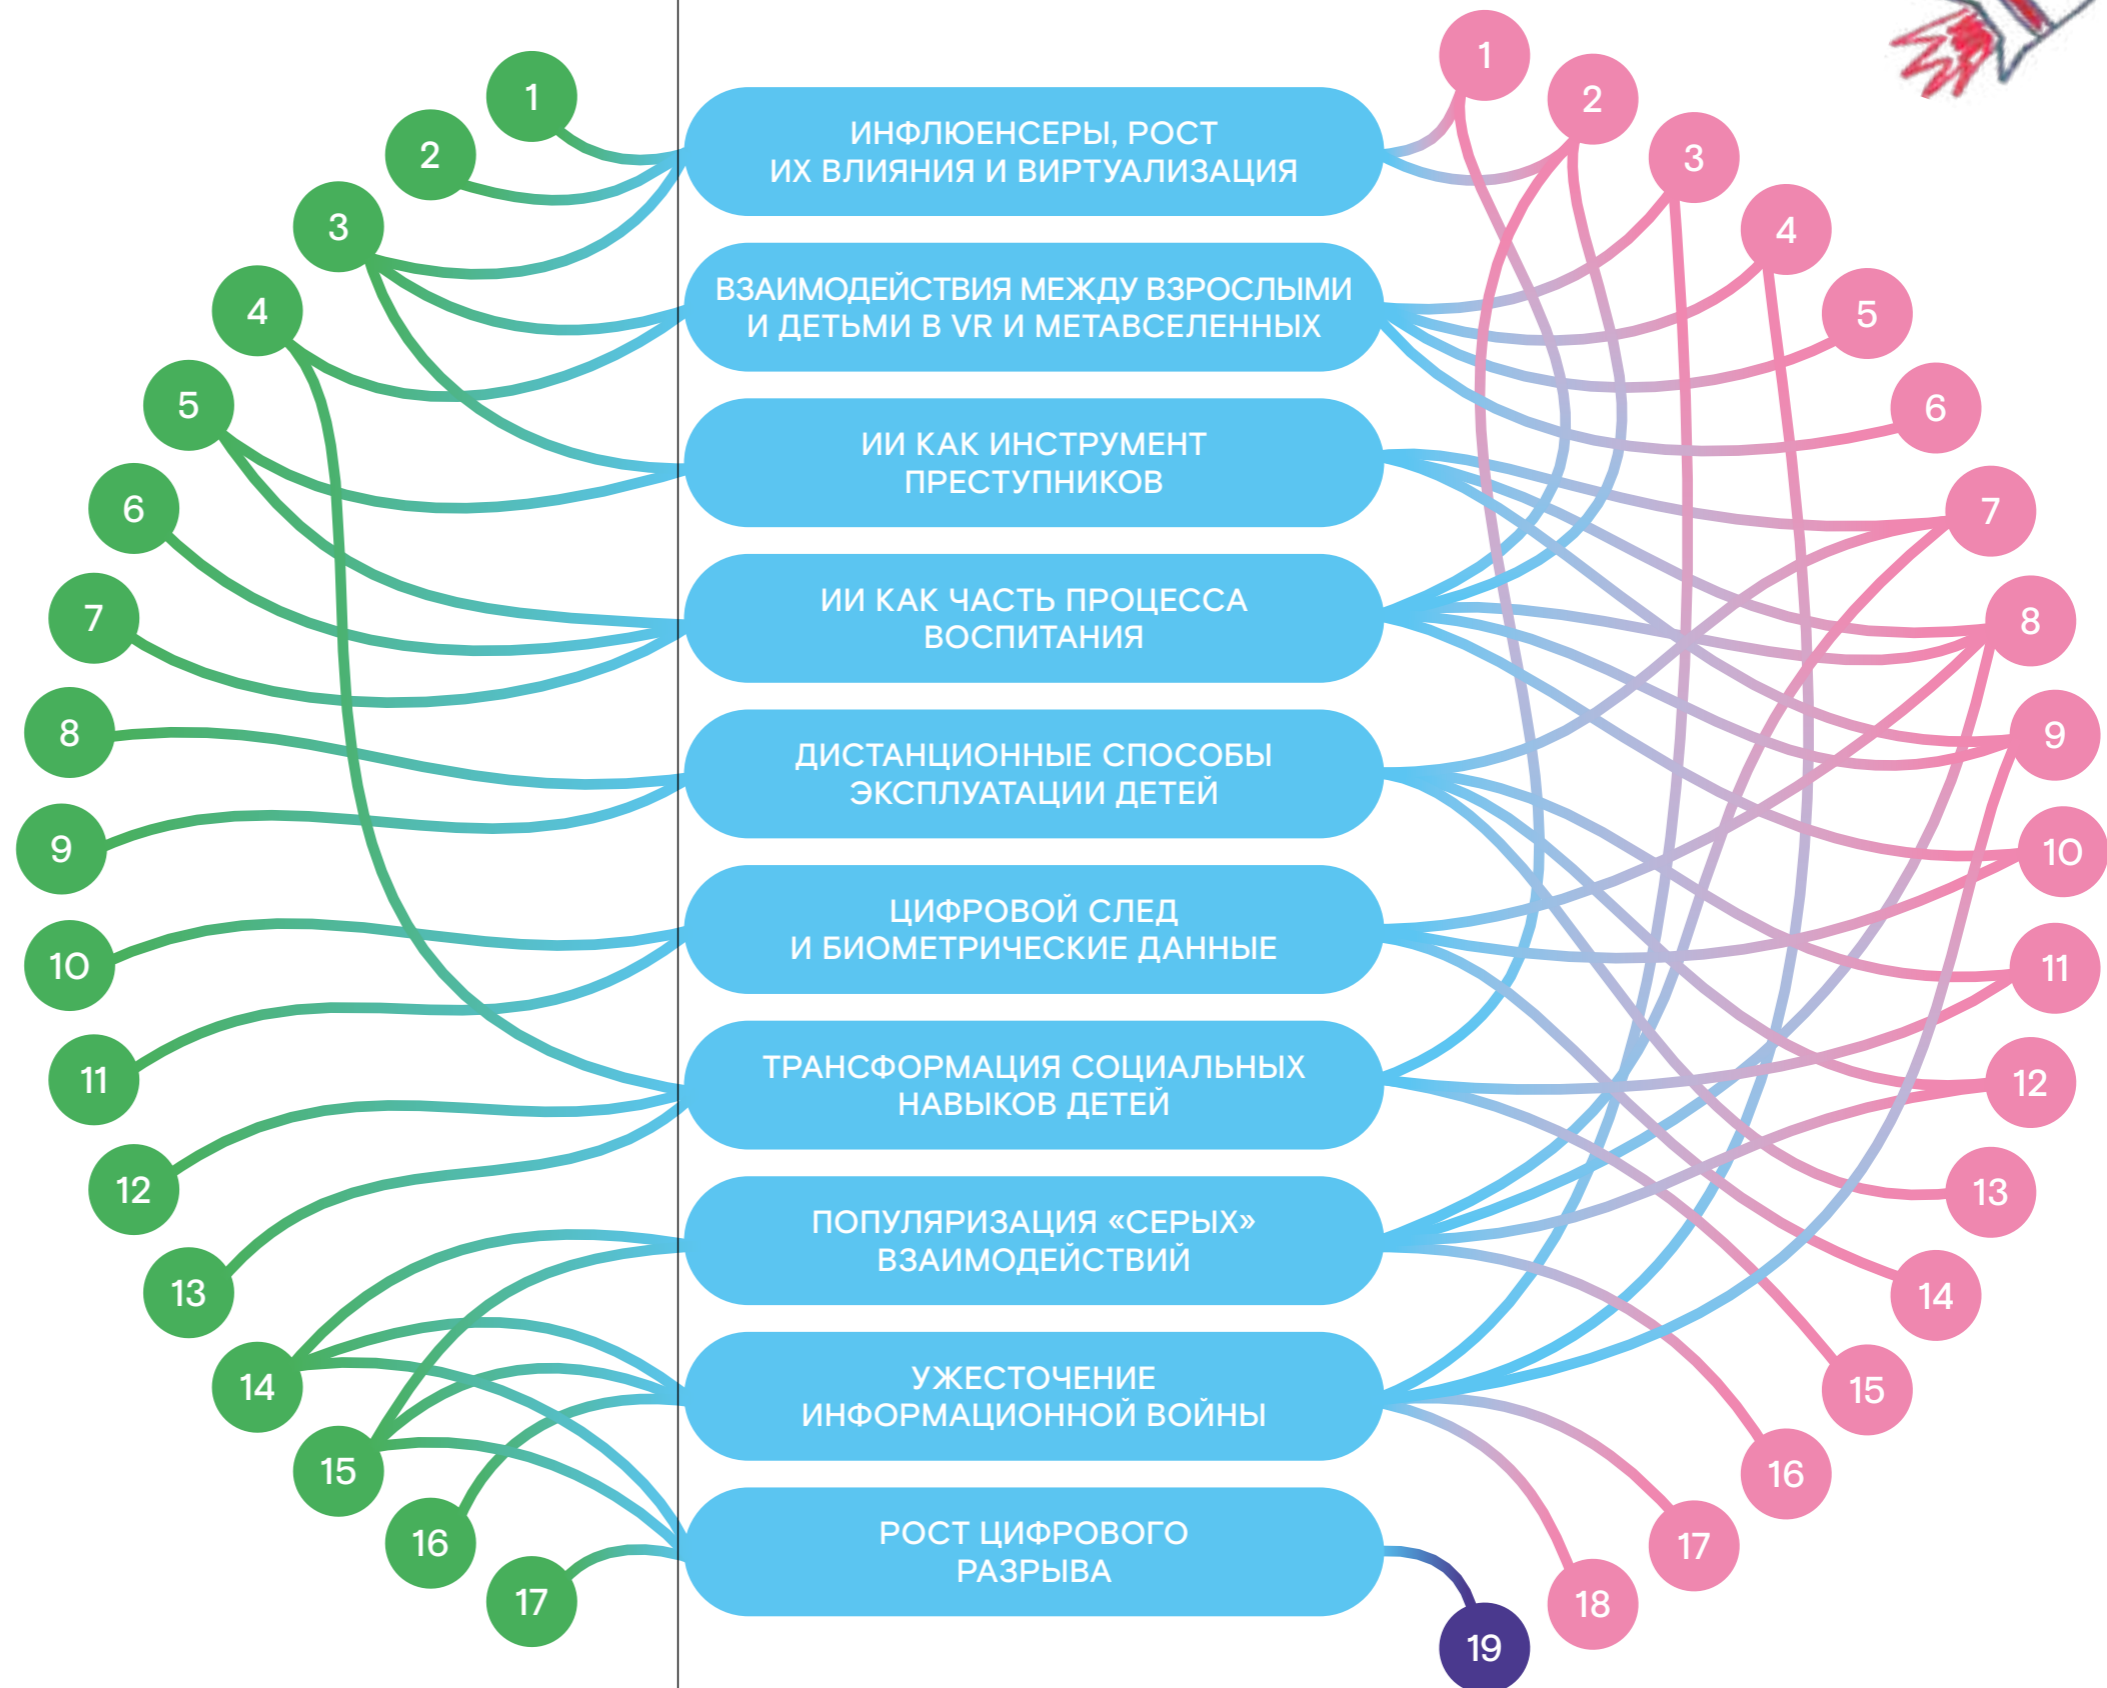 1
2
3
4
5
6
7
8
9
10
11
12
13
14
15
16
17
ИНФЛЮЕНСЕРЫ, РОСТ
ИХ ВЛИЯНИЯ И ВИРТУАЛИЗАЦИЯ
ВЗАИМОДЕЙСТВИЯ МЕЖДУ ВЗРОСЛЫМИ
И ДЕТЬМИ В VR И МЕТАВСЕЛЕННЫХ
ИИ КАК ИНСТРУМЕНТ
ПРЕСТУПНИКОВ
ИИ КАК ЧАСТЬ ПРОЦЕССА
ВОСПИТАНИЯ
ДИСТАНЦИОННЫЕ СПОСОБЫ
ЭКСПЛУАТАЦИИ ДЕТЕЙ
ЦИФРОВОЙ СЛЕД
И БИОМЕТРИЧЕСКИЕ ДАННЫЕ
ТРАНСФОРМАЦИЯ СОЦИАЛЬНЫХ
НАВЫКОВ ДЕТЕЙ
ПОПУЛЯРИЗАЦИЯ «СЕРЫХ»
ВЗАИМОДЕЙСТВИЙ
УЖЕСТОЧЕНИЕ
ИНФОРМАЦИОННОЙ ВОЙНЫ
РОСТ ЦИФРОВОГО
РАЗРЫВА
1
2
3
4
5
6
7
8
9
10
11
12
13
14
15
16
17
18
19